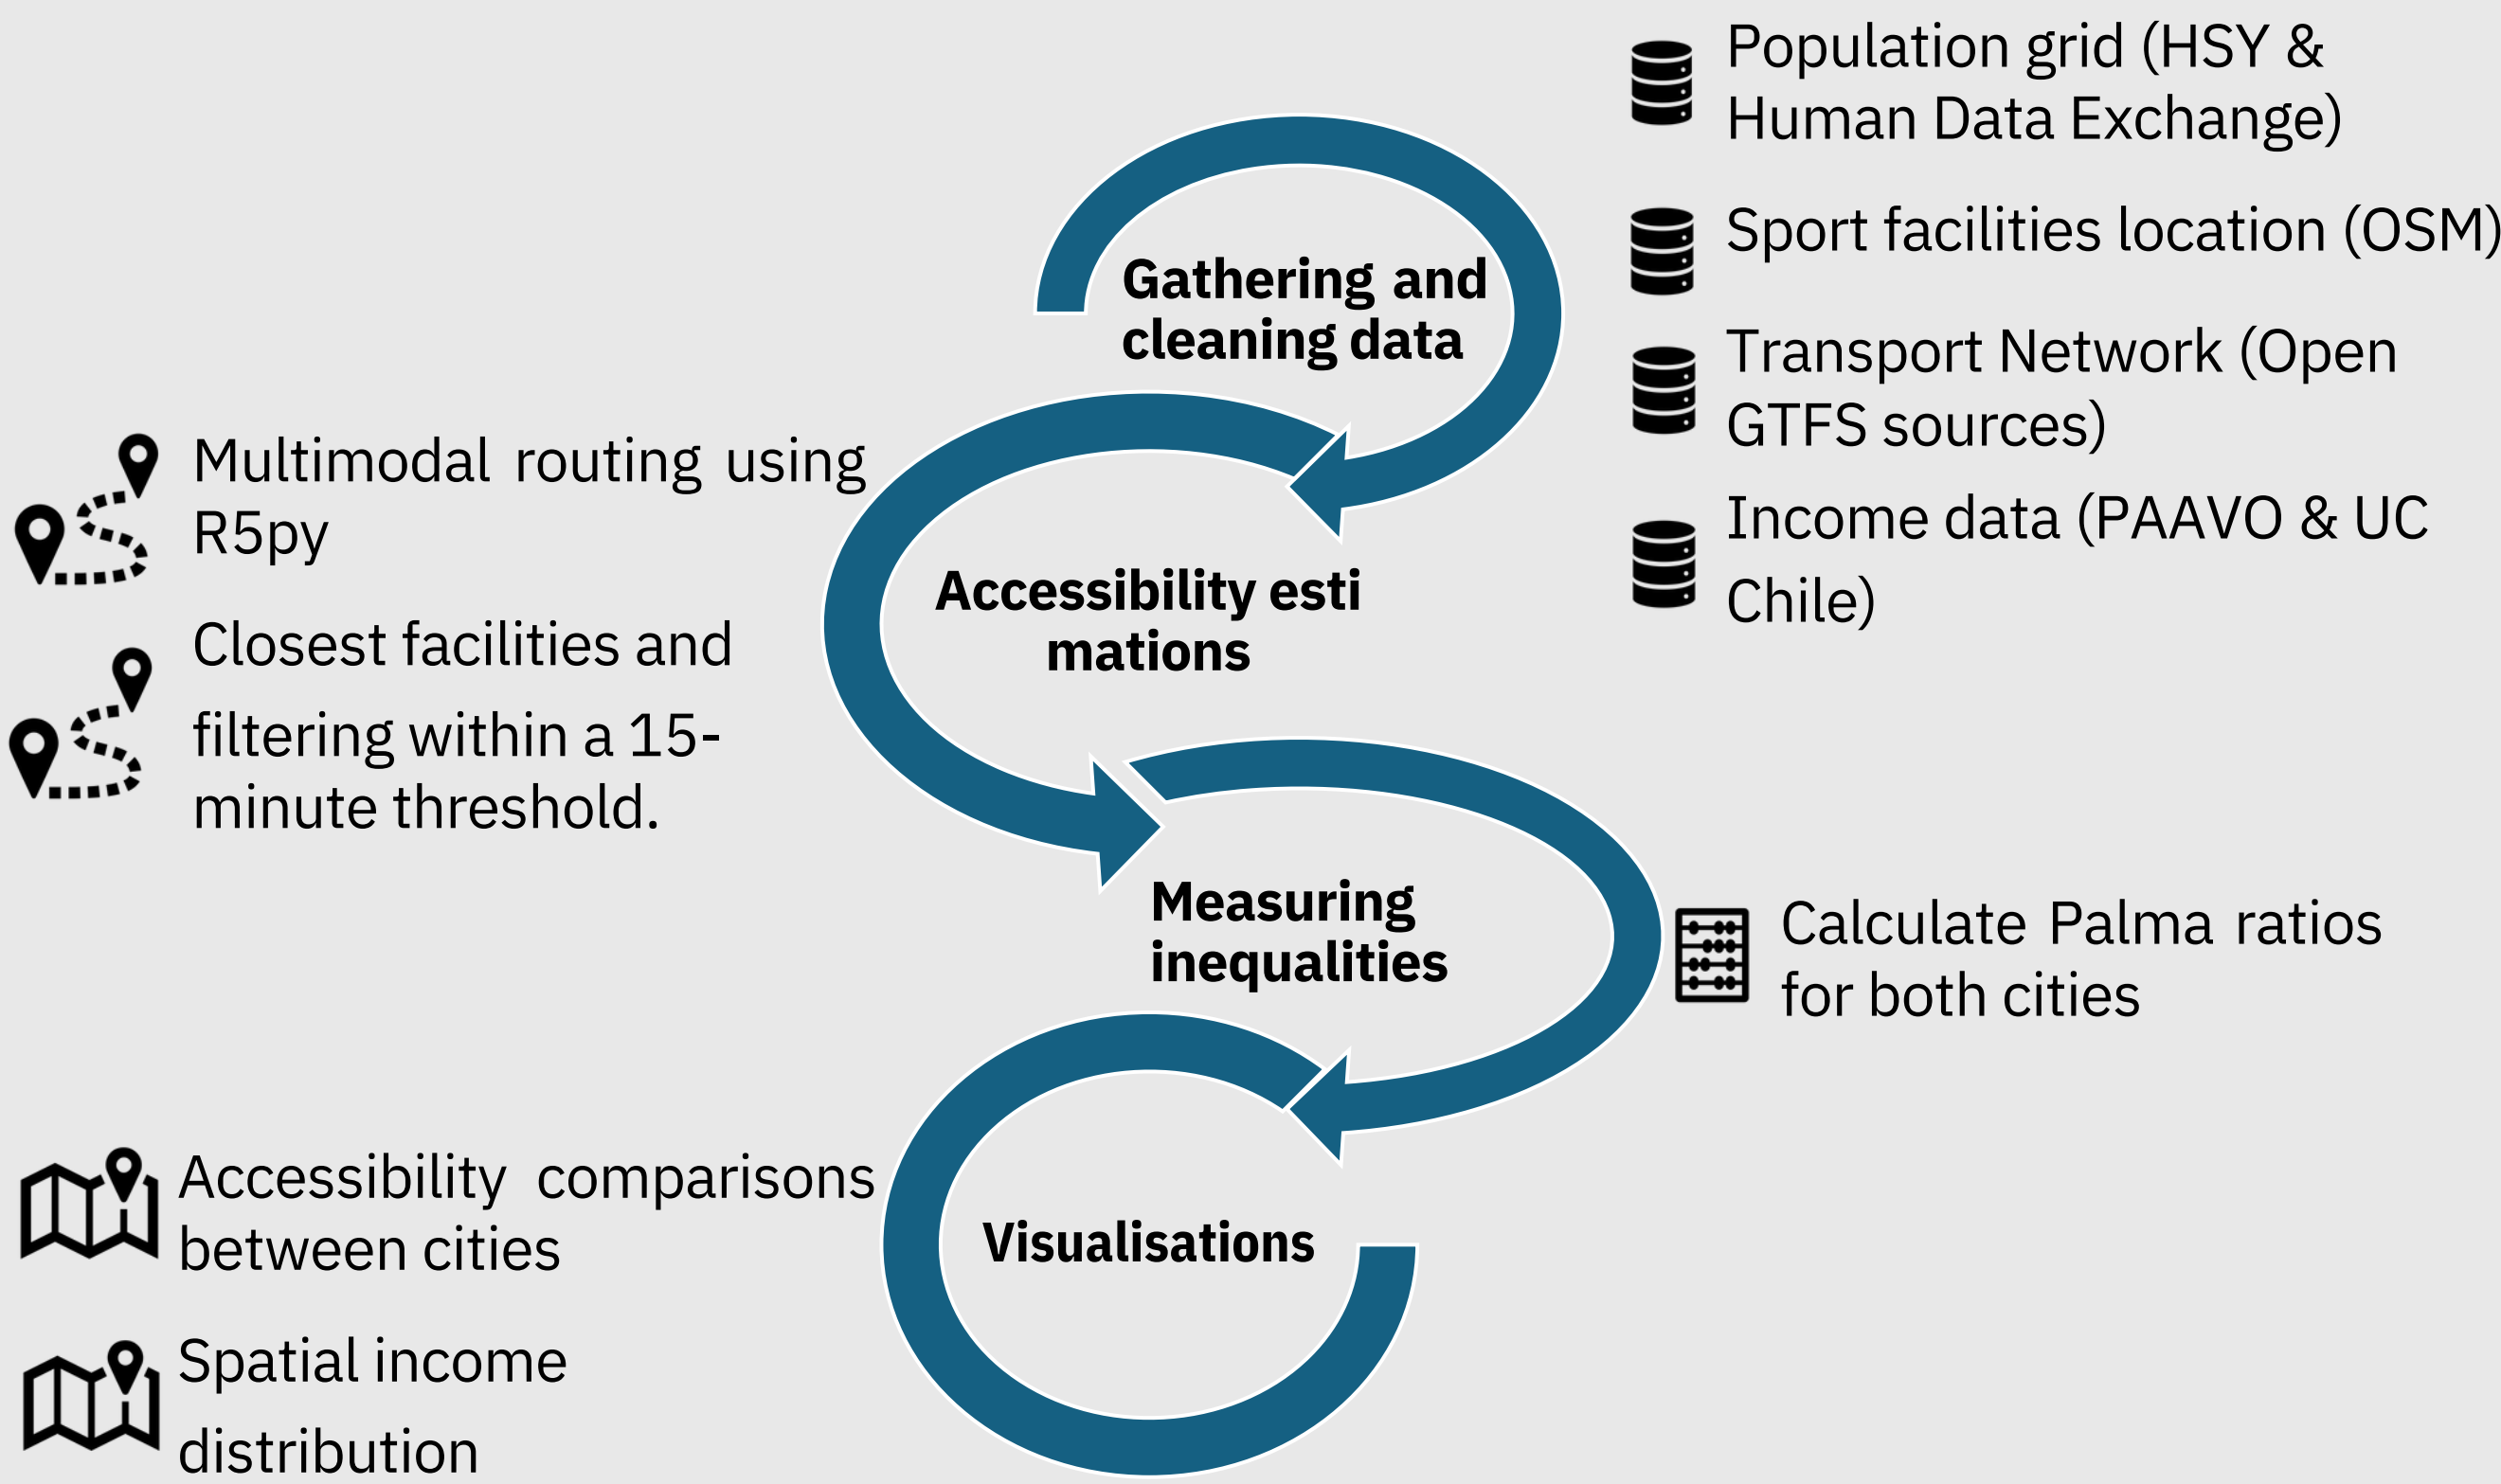 Population grid (HSY &
Human Data Exchange)
Sport facilities location (OSM)
Transport Network (Open
GTFS sources)
Income data (PAAVO & UC
Chile)
Gathering and
cleaning data
Multimodal routing using
R5py
Closest facilities and
filtering within a 15-
minute threshold.
Accessibility esti
mations
Measuring
inequalities
Calculate Palma ratios
for both cities
Accessibility comparisons
between cities
Spatial income
distribution
Visualisations